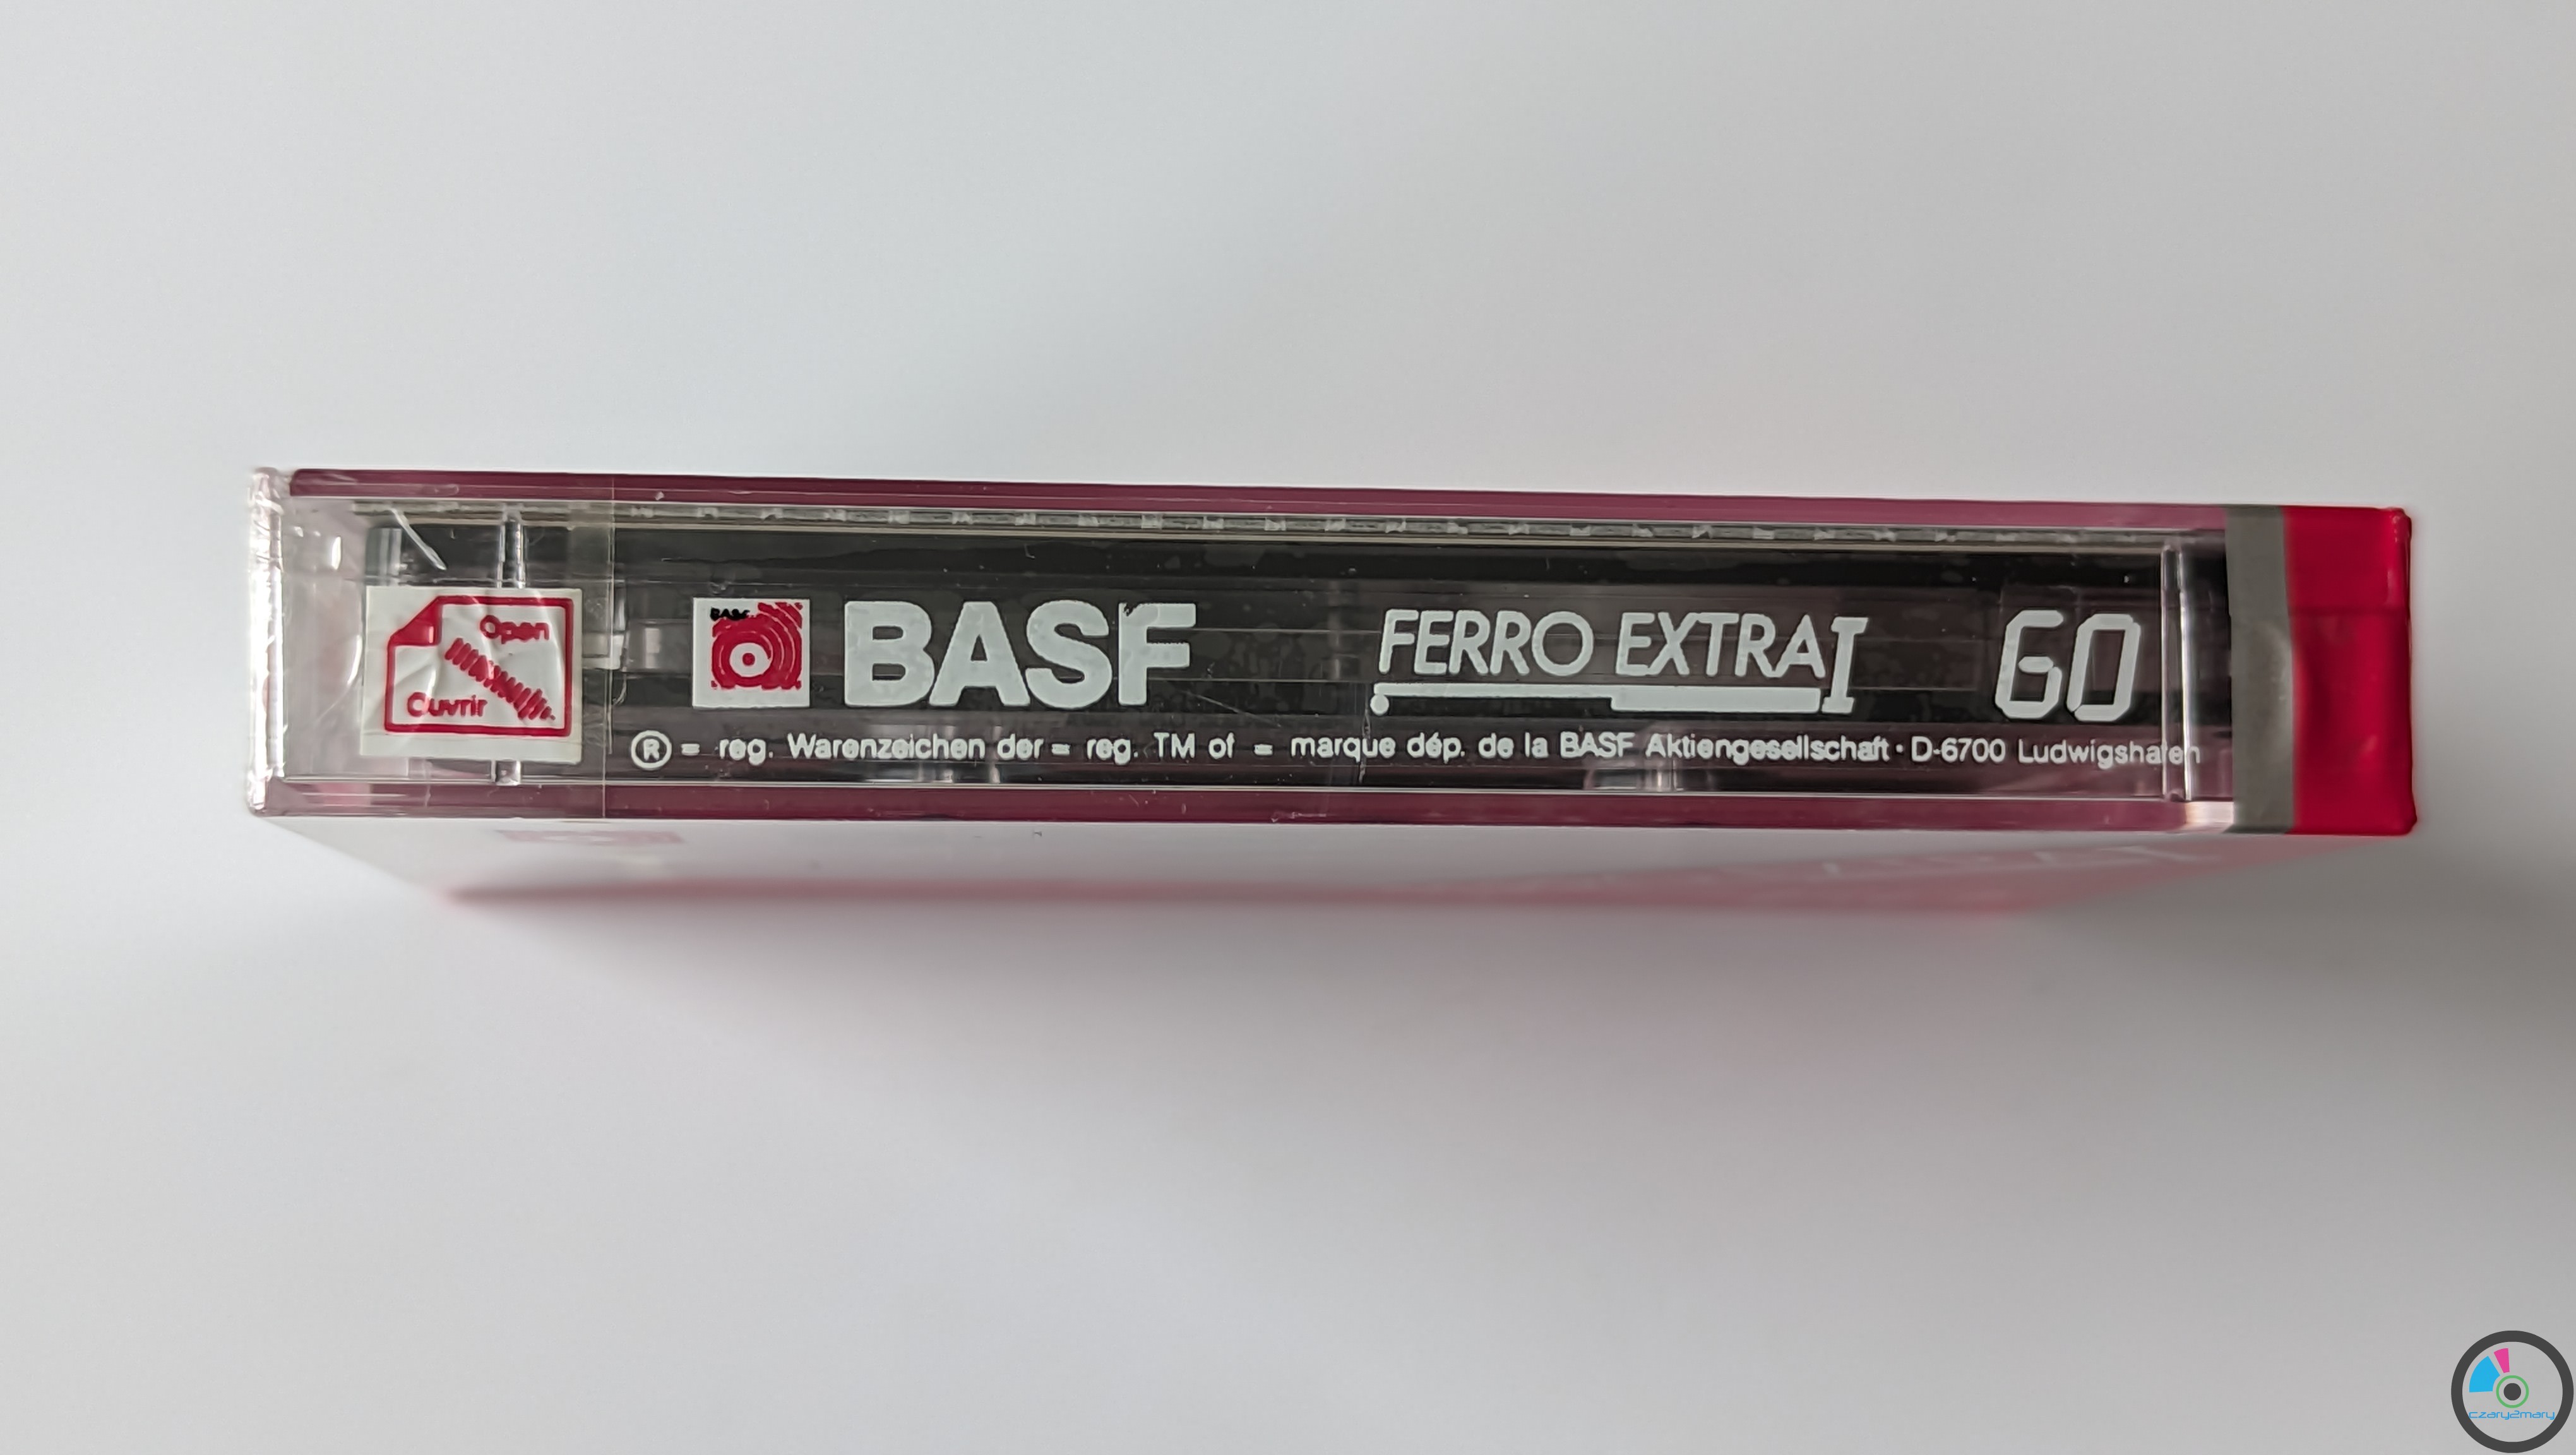 Open
Ouvrir
BASF
BASF
FERRO EXTRA I
60
® = reg. Warenzeichen der = reg. TM of = marque dép. de la BASF Aktiengesellschaft · D-6700 Ludwigshafen
czary2mary